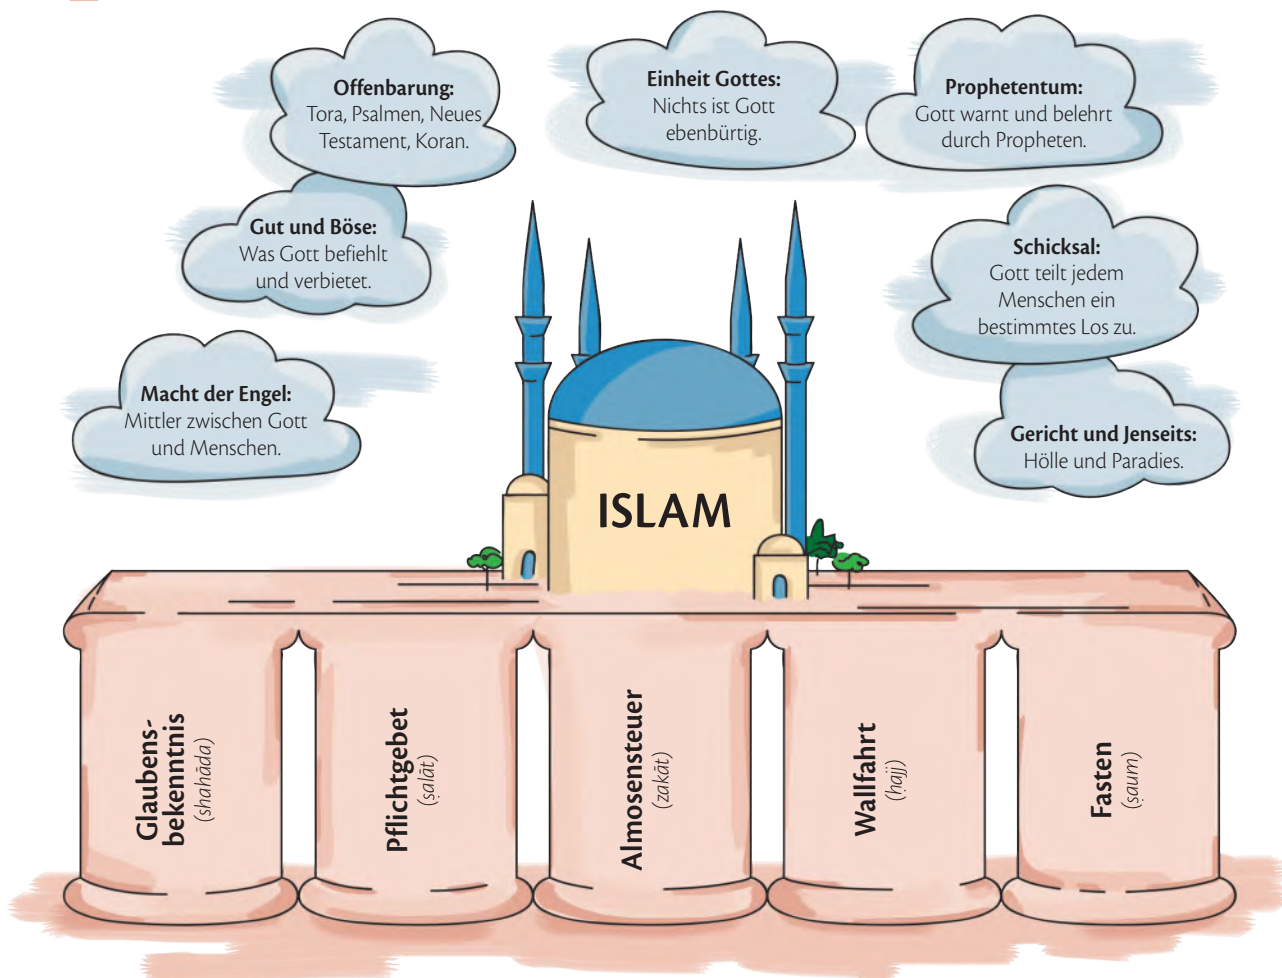 Offenbarung:
Tora, Psalmen, Neues
Testament, Koran.
Einheit Gottes:
Nichts ist Gott
ebenbürtig.
Prophetentum:
Gott warnt und belehrt
durch Propheten.
Gut und Böse:
Was Gott befiehlt
und verbietet.
Schicksal:
Gott teilt jedem
Menschen ein
bestimmtes Los zu.
Macht der Engel:
Mittler zwischen Gott
und Menschen.
Gericht und Jenseits:
Hölle und Paradies.
ISLAM
Glaubens-
bekenntnis
(shahāda)
Pflichtgebet
(ṣalāt)
Almosensteuer
(zakāt)
Wallfahrt
(ḥajj)
Fasten
(ṣaum)